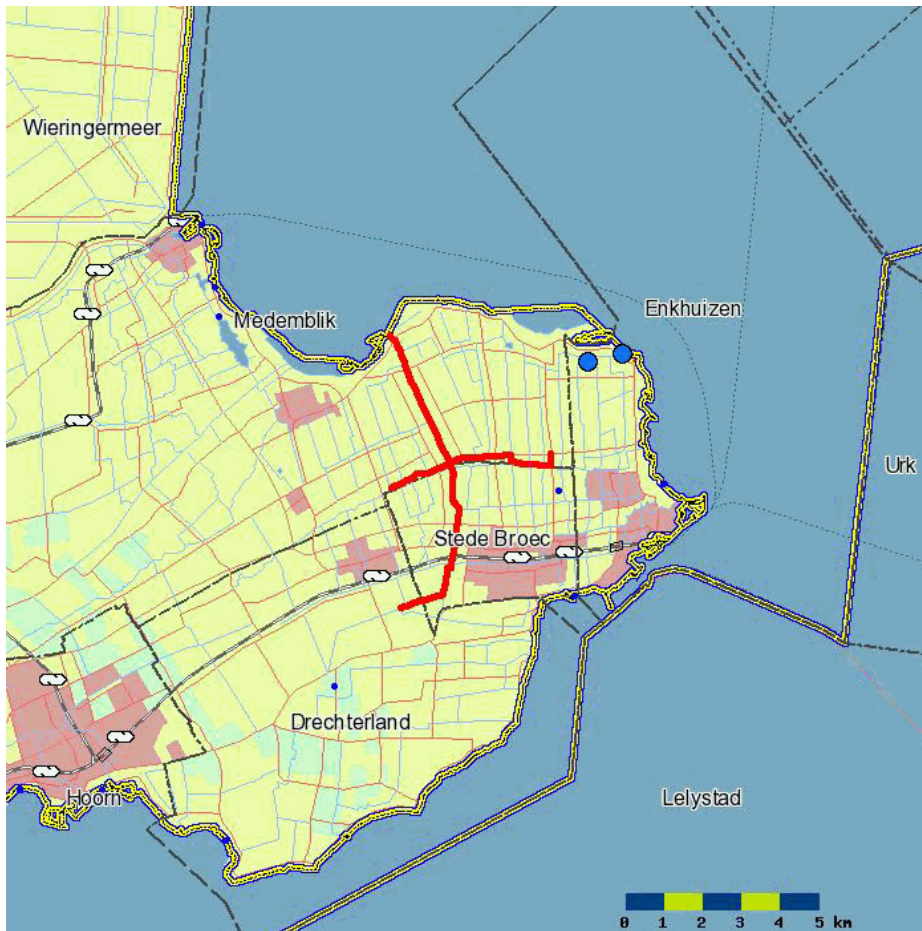 Wieringermeer
Medemblik
Enkhuizen
Urk
Stede Broec
Drechterland
Hoorn
Lelystad
0 1 2 3 4 5 km